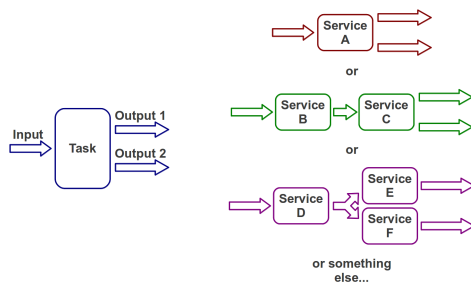 Input
Task
Output 1
Output 2
Service
A
or
Service
B
Service
C
or
Service
D
Service
E
Service
F
or something
else...